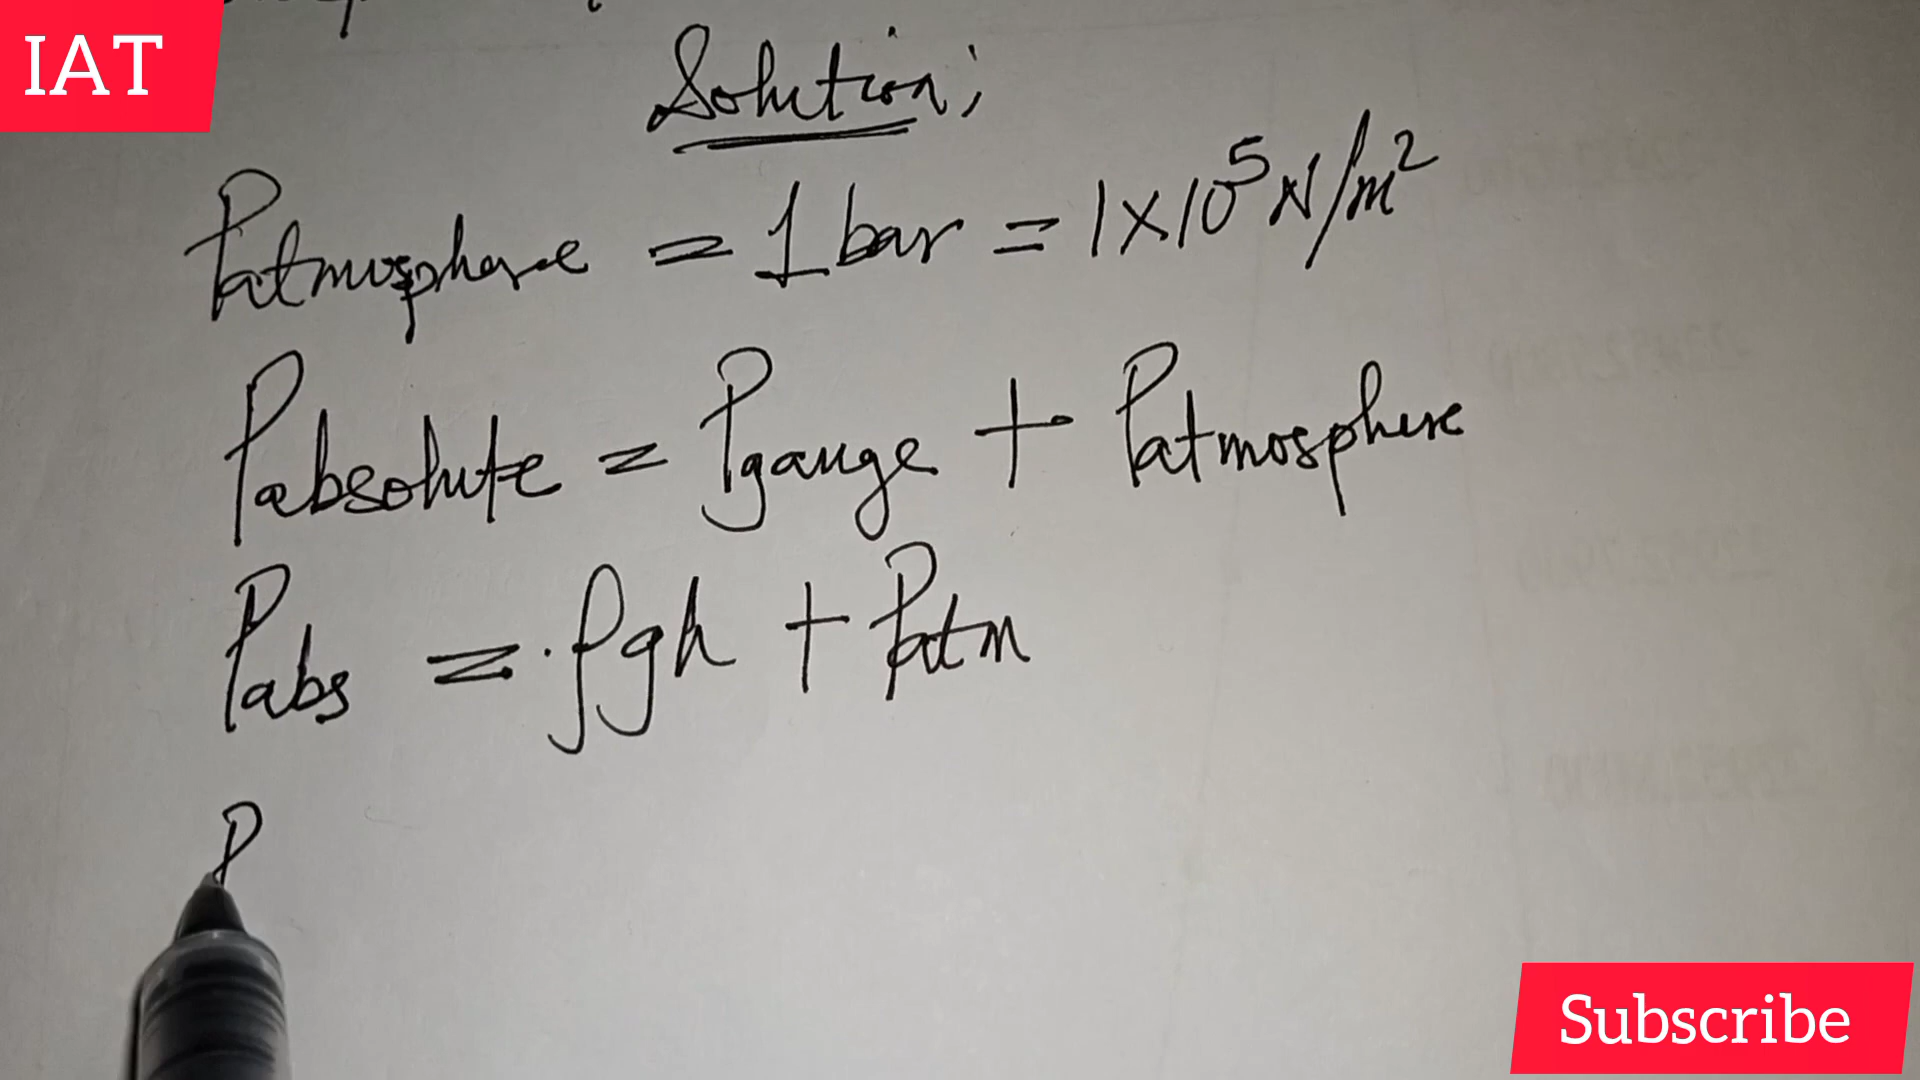 IAT
Solution;
Patmosphere = 1 bar = 1×10⁵ N/m²
Pabsolute = Pgauge + Patmosphere
Pabs = ρgh + Patm
P
Subscribe